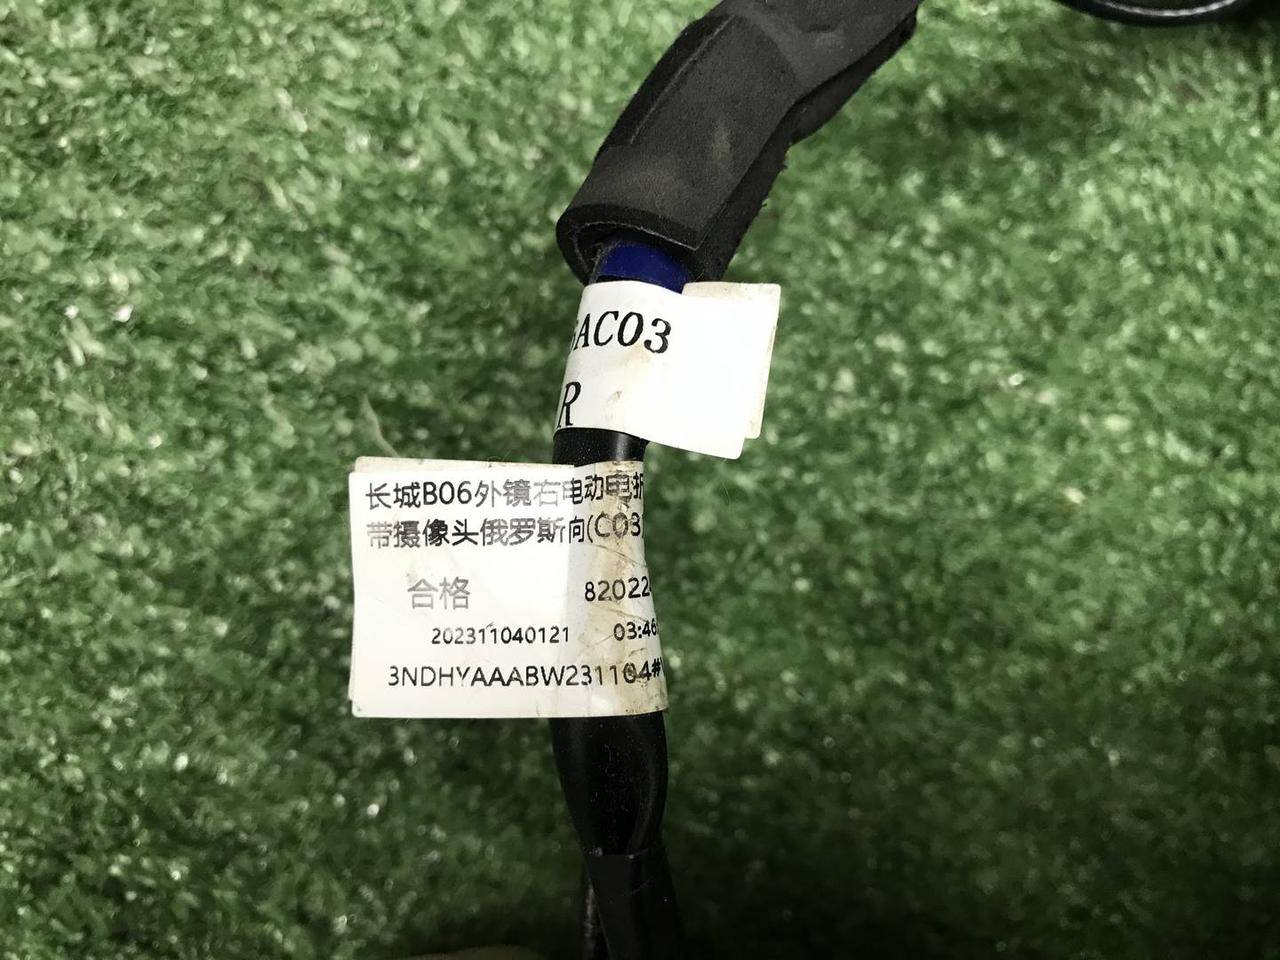 AC03
R
长城B06外镜右电动电折
带摄像头俄罗斯向(C03)
合格 82022
202311040121 03:46
3NDHYAAABW231104#